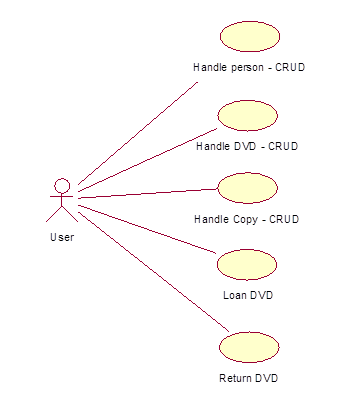 Handle person - CRUD
Handle DVD - CRUD
Handle Copy - CRUD
User
Loan DVD
Return DVD